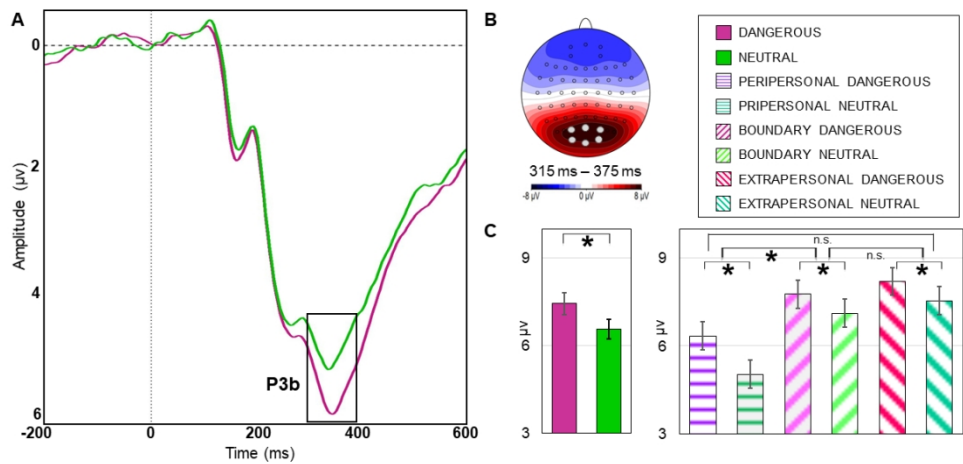 A
0
2
4
6
Amplitude (μv)
P3b
-200
0
200
400
600
Time (ms)
B
315 ms – 375 ms
-8 μV
0 μV
8 μV
DANGEROUS
NEUTRAL
PERIPERSONAL DANGEROUS
PRIPERSONAL NEUTRAL
BOUNDARY DANGEROUS
BOUNDARY NEUTRAL
EXTRAPERSONAL DANGEROUS
EXTRAPERSONAL NEUTRAL
C
9
μv
6
3
*
9
μv
6
3
n.s.
* n.s.
* * *